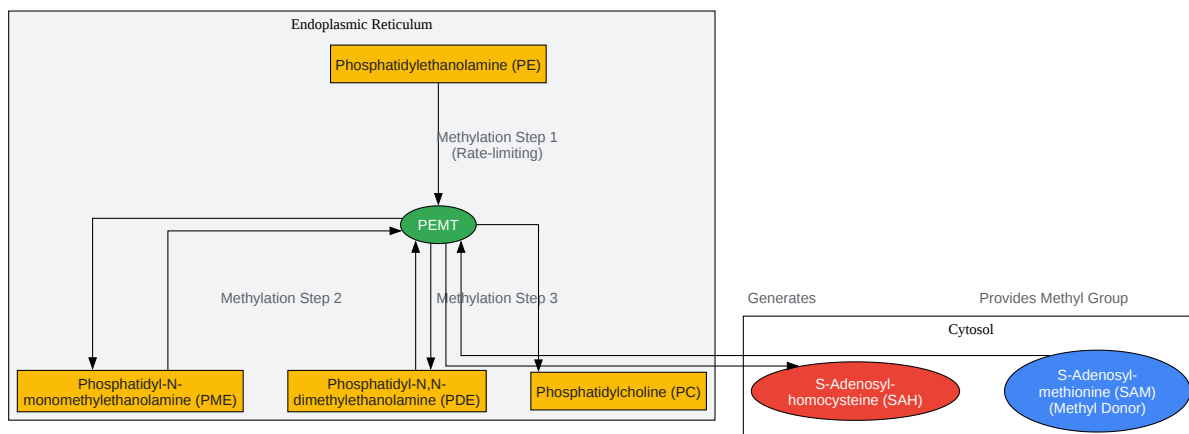 Endoplasmic Reticulum
Phosphatidylethanolamine (PE)
Methylation Step 1
(Rate-limiting)
PEMT
Methylation Step 2
Methylation Step 3
Generates
Provides Methyl Group
Cytosol
Phosphatidyl-N-
monomethylethanolamine (PME)
Phosphatidyl-N,N-
dimethylethanolamine (PDE)
Phosphatidylcholine (PC)
S-Adenosyl-
homocysteine (SAH)
S-Adenosyl-
methionine (SAM)
(Methyl Donor)